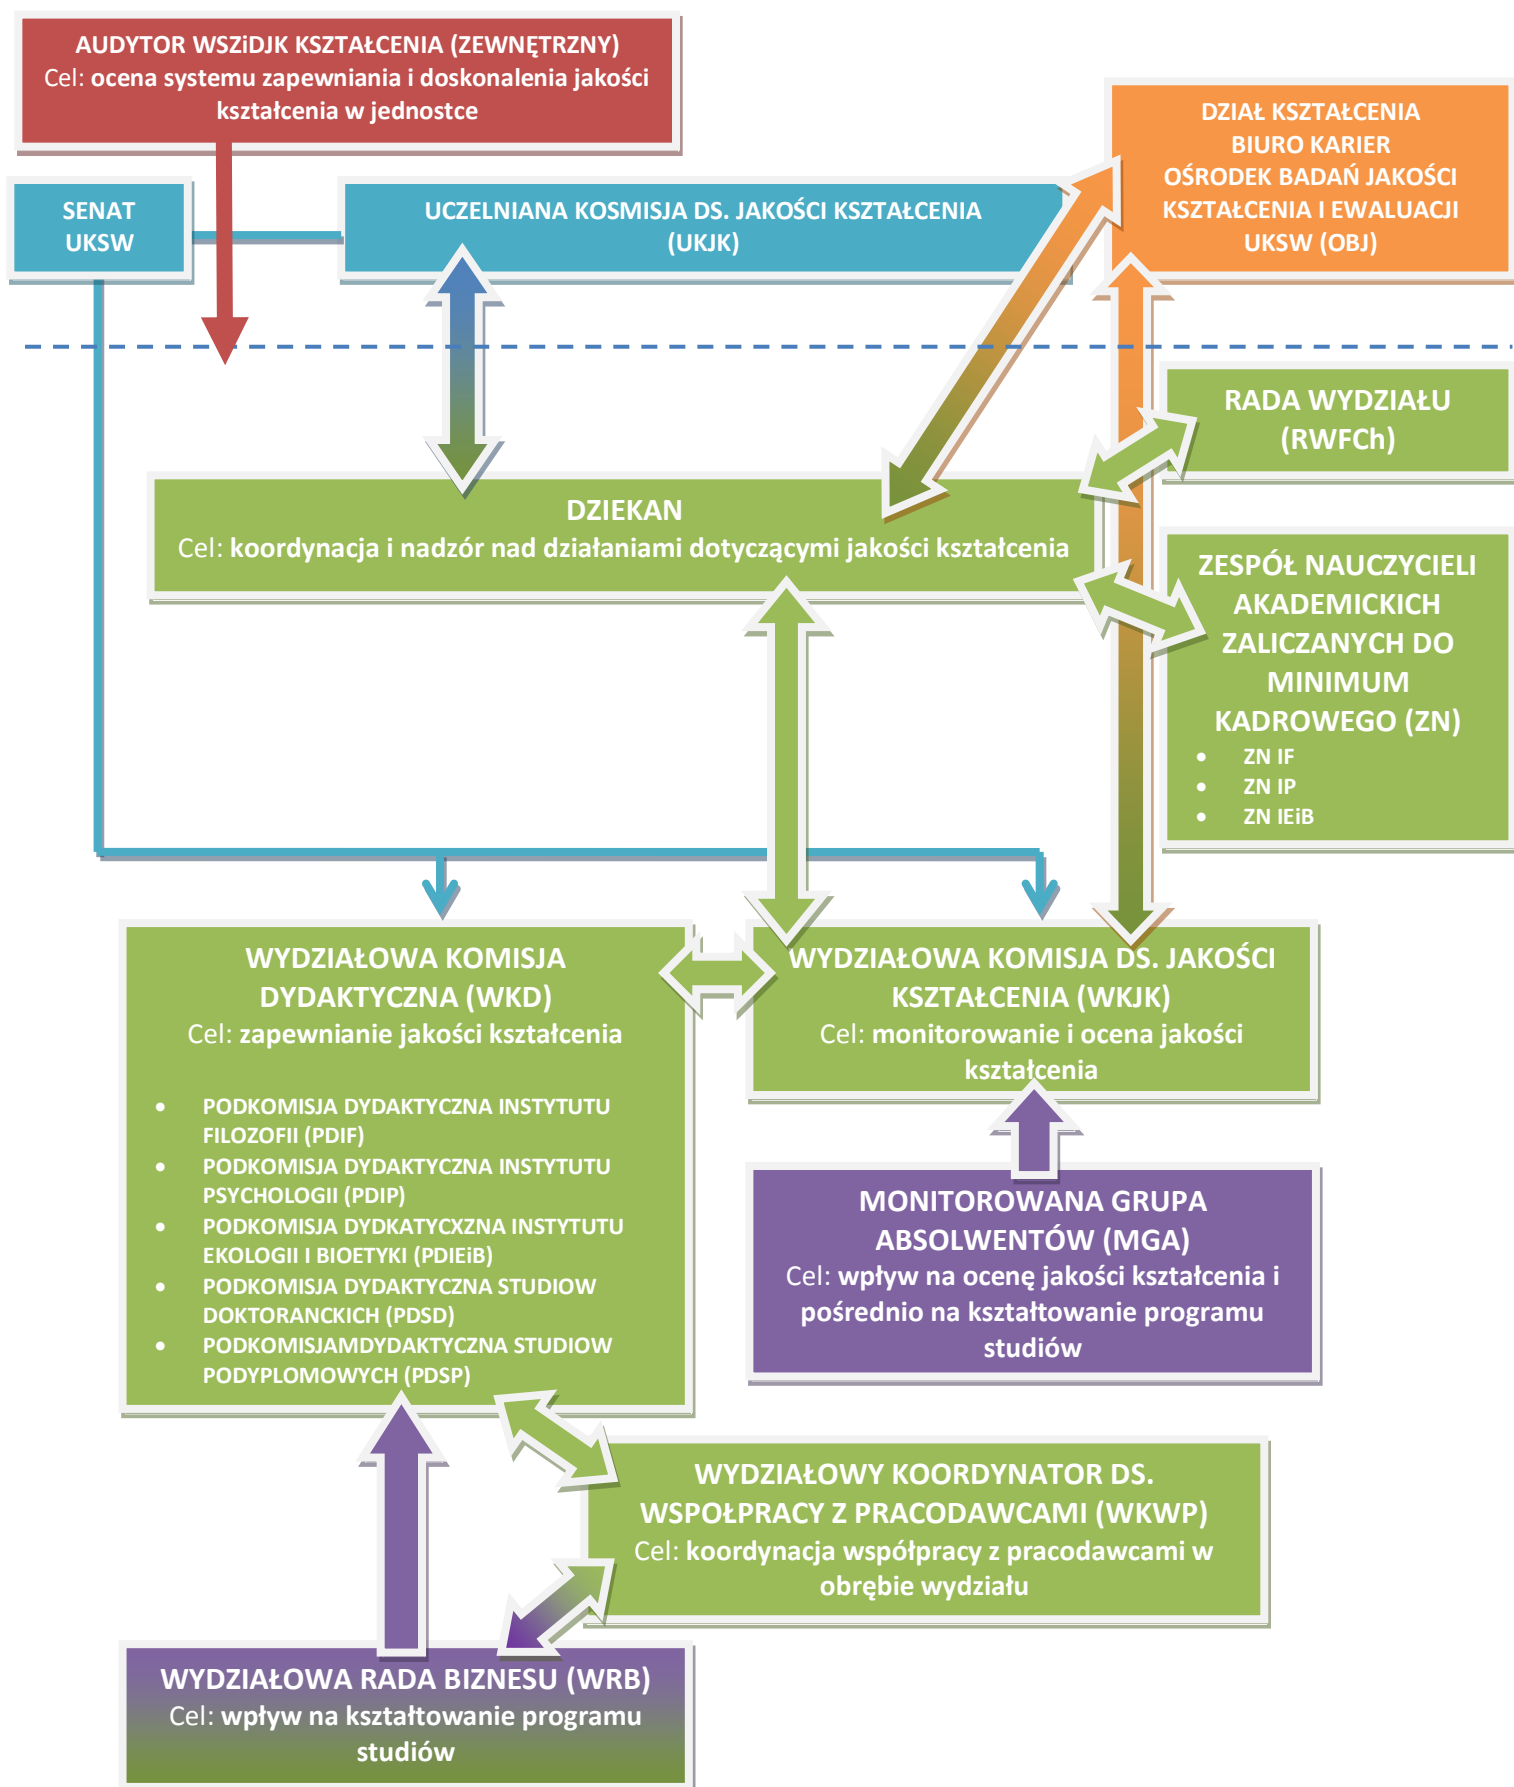 AUDYTOR WSZiDJK KSZTAŁCENIA (ZEWNĘTRZNY)
Cel: ocena systemu zapewniania i doskonalenia jakości
kształcenia w jednostce
DZIAŁ KSZTAŁCENIA
BIURO KARIER
OŚRODEK BADAŃ JAKOŚCI
KSZTAŁCENIA I EWALUACJI
UKSW (OBJ)
SENAT
UKSW
UCZELNIANA KOSMISJA DS. JAKOŚCI KSZTAŁCENIA
(UKJK)
RADA WYDZIAŁU
(RWFCh)
DZIEKAN
Cel: koordynacja i nadzór nad działaniami dotyczącymi jakości kształcenia
ZESPÓŁ NAUCZYCIELI
AKADEMICKICH
ZALICZANYCH DO
MINIMUM
KADROWEGO (ZN)
• ZN IF
• ZN IP
• ZN IEiB
WYDZIAŁOWA KOMISJA
DYDAKTYCZNA (WKD)
Cel: zapewnianie jakości kształcenia
• PODKOMISJA DYDAKTYCZNA INSTYTUTU
FILOZOFII (PDIF)
• PODKOMISJA DYDAKTYCZNA INSTYTUTU
PSYCHOLOGII (PDIP)
• PODKOMISJA DYDKATYCXZNA INSTYTUTU
EKOLOGII I BIOETYKI (PDIEiB)
• PODKOMISJA DYDAKTYCZNA STUDIOW
DOKTORANCKICH (PDSD)
• PODKOMISJAMDYDAKTYCZNA STUDIOW
PODYPLOMOWYCH (PDSP)
WYDZIAŁOWA KOMISJA DS. JAKOŚCI
KSZTAŁCENIA (WKJK)
Cel: monitorowanie i ocena jakości
kształcenia
MONITOROWANA GRUPA
ABSOLWENTÓW (MGA)
Cel: wpływ na ocenę jakości kształcenia i
pośrednio na kształtowanie programu
studiów
WYDZIAŁOWY KOORDYNATOR DS.
WSPOŁPRACY Z PRACODAWCAMI (WKWP)
Cel: koordynacja współpracy z pracodawcami w
obrębie wydziału
WYDZIAŁOWA RADA BIZNESU (WRB)
Cel: wpływ na kształtowanie programu
studiów